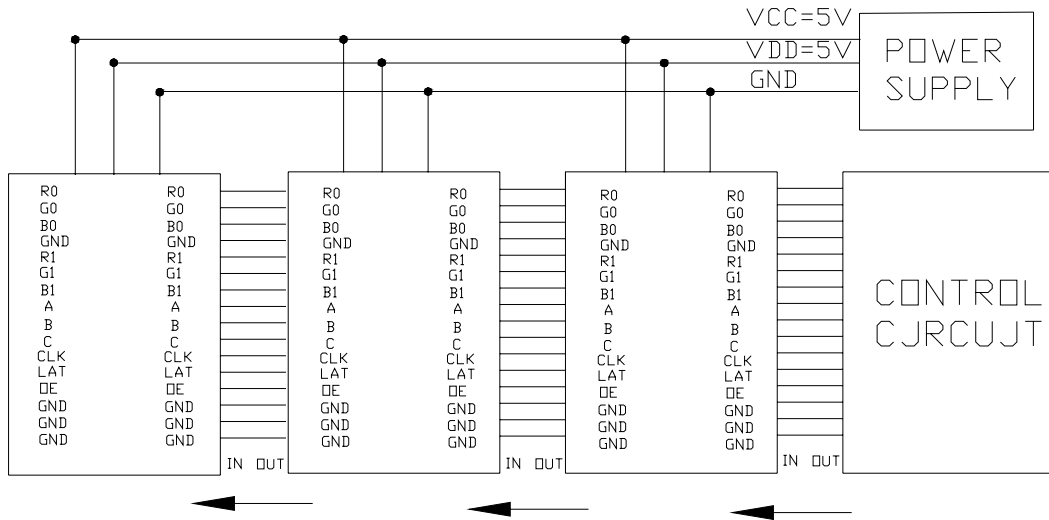 VCC=5V
VDD=5V
GND
POWER
SUPPLY
R0 R0 R0 R0 R0 R0
G0 G0 G0 G0 G0 G0
B0 B0 B0 B0 B0 B0
GND GND GND GND GND GND
R1 R1 R1 R1 R1 R1
G1 G1 G1 G1 G1 G1
B1 B1 B1 B1 B1 B1
A A A A A A
B B B B B B
C C C C C C
CLK CLK CLK CLK CLK CLK
LAT LAT LAT LAT LAT LAT
OE OE OE OE OE OE
GND GND GND GND GND GND
GND GND GND GND GND GND
GND GND GND GND GND GND
IN OUT IN OUT IN OUT
CONTROL
CJRCUJT